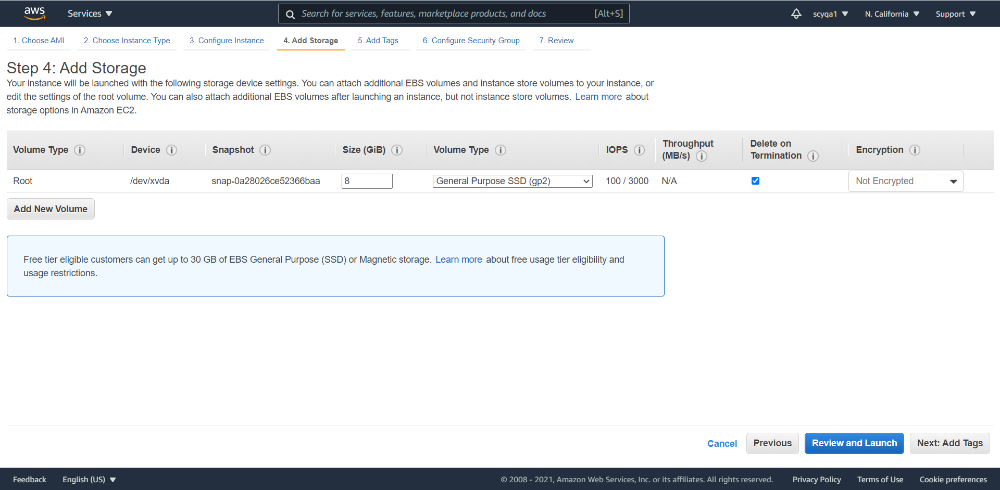 aws
Services
Search for services, features, marketplace products, and docs
[Alt+S]
scyqa1
N. California
Support
1. Choose AMI
2. Choose Instance Type
3. Configure Instance
4. Add Storage
5. Add Tags
6. Configure Security Group
7. Review
Step 4: Add Storage
Your instance will be launched with the following storage device settings. You can attach additional EBS volumes and instance store volumes to your instance, or
edit the settings of the root volume. You can also attach additional EBS volumes after launching an instance, but not instance store volumes. Learn more about
storage options in Amazon EC2.
Volume Type
Device
Snapshot
Size (GiB)
Volume Type
IOPS
Throughput
(MB/s)
Delete on
Termination
Encryption
Root
/dev/xvda
snap-0a28026ce52366baa
8
General Purpose SSD (gp2)
100 / 3000
N/A
Not Encrypted
Add New Volume
Free tier eligible customers can get up to 30 GB of EBS General Purpose (SSD) or Magnetic storage. Learn more about free usage tier eligibility and
usage restrictions.
Cancel
Previous
Review and Launch
Next: Add Tags
Feedback
English (US)
© 2008 - 2021, Amazon Web Services, Inc. or its affiliates. All rights reserved.
Privacy Policy
Terms of Use
Cookie preferences